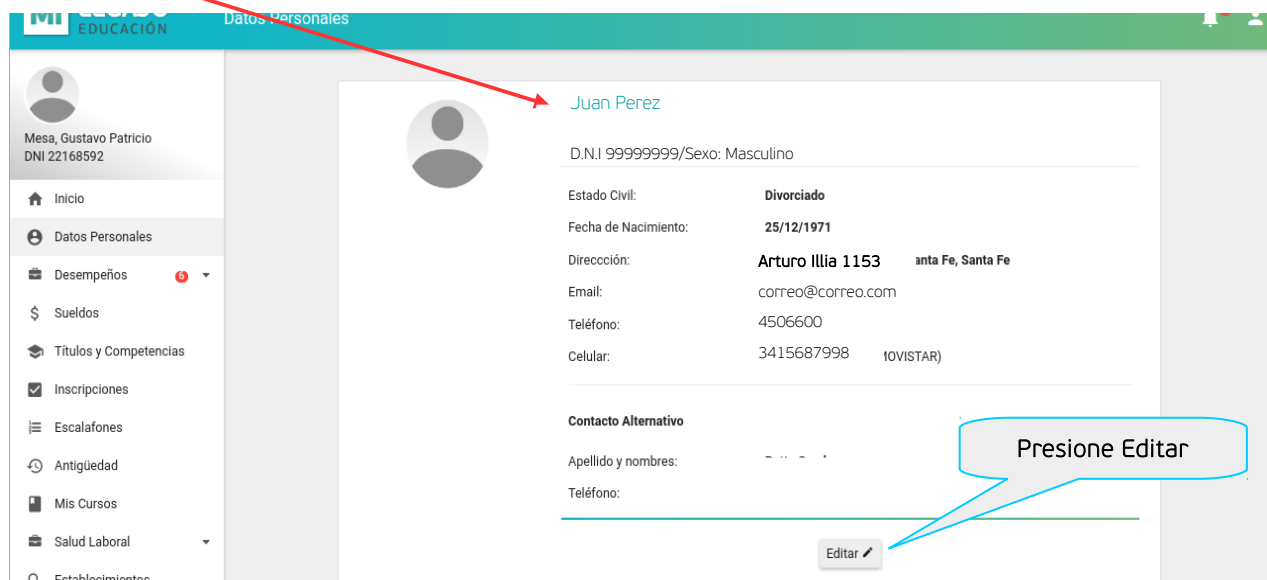 EDUCACIÓN
Datos Personales
Mesa, Gustavo Patricio
DNI 22168592
Inicio
Datos Personales
Desempeños 6
Sueldos
Títulos y Competencias
Inscripciones
Escalafones
Antigüedad
Mis Cursos
Salud Laboral
Establecimientos
Juan Perez
D.N.I 99999999/Sexo: Masculino
Estado Civil: Divorciado
Fecha de Nacimiento: 25/12/1971
Direccción: Arturo Illia 1153 anta Fe, Santa Fe
Email: correo@correo.com
Teléfono: 4506600
Celular: 3415687998 MOVISTAR)
Contacto Alternativo
Apellido y nombres:
Teléfono:
Editar
Presione Editar